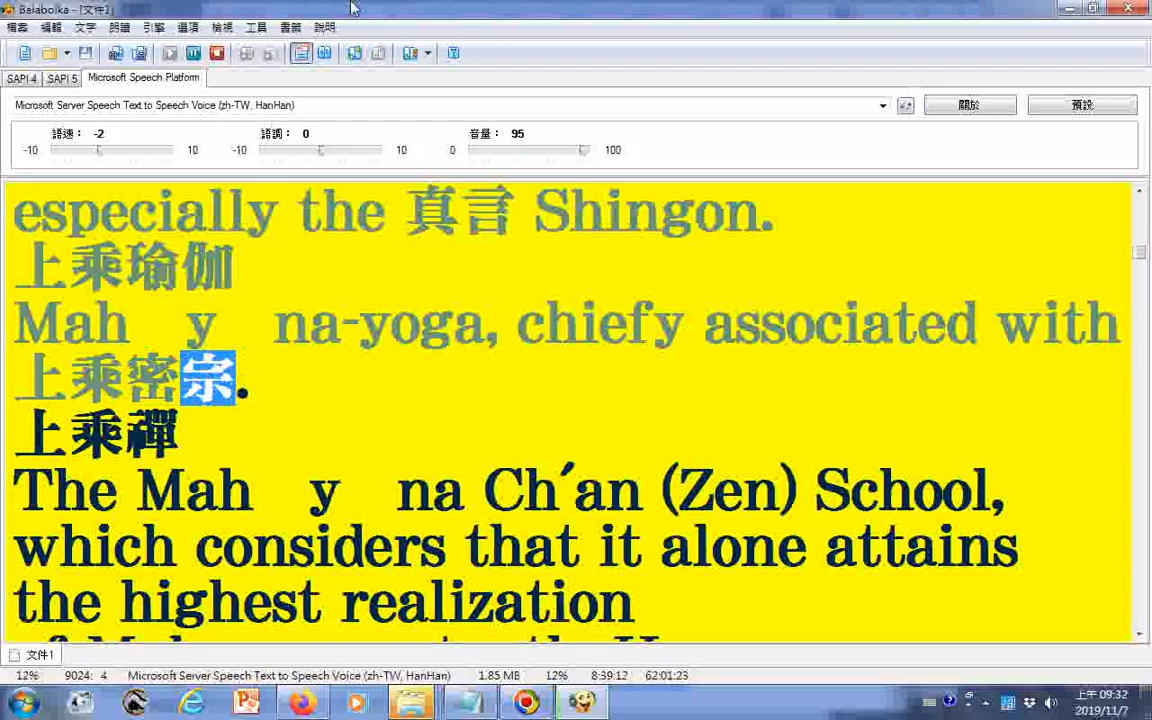 Balabolka - [文件1]
檔案 編輯 文字 朗讀 引擎 選項 檢視 工具 書籤 說明
SAPI 4 SAPI 5 Microsoft Speech Platform
Microsoft Server Speech Text to Speech Voice (zh-TW, HanHan) 關於 預設
語速： -2 語調： 0 音量： 95
-10 10 -10 10 0 100
especially the 真言 Shingon.
上乘瑜伽
Mah y na-yoga, chiefy associated with
上乘密宗.
上乘禪
The Mah y na Ch′an (Zen) School,
which considers that it alone attains
the highest realization
文件1
12% 9024: 4 Microsoft Server Speech Text to Speech Voice (zh-TW, HanHan) 1.85 MB 12% 8:39:12 62:01:23
上午 09:32
2019/11/7